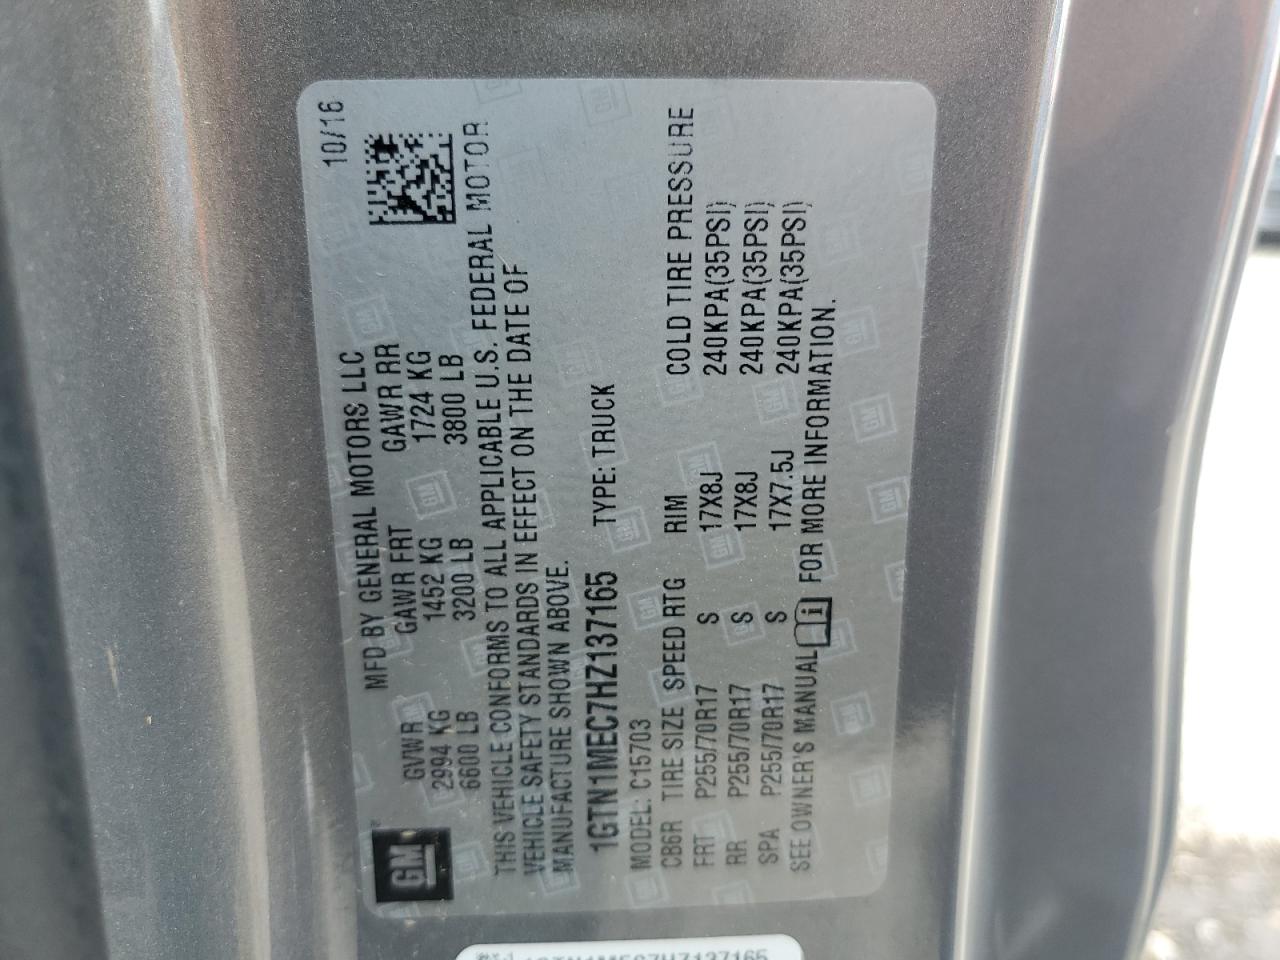 MFD BY GENERAL MOTORS LLC 10/16
GM
GVWR GAWR FRT GAWR RR
2994 KG 1452 KG 1724 KG
6600 LB 3200 LB 3800 LB
THIS VEHICLE CONFORMS TO ALL APPLICABLE U.S. FEDERAL MOTOR
VEHICLE SAFETY STANDARDS IN EFFECT ON THE DATE OF
MANUFACTURE SHOWN ABOVE.
1GTN1MEC7HZ137165 TYPE: TRUCK
MODEL: C15703
CB6R TIRE SIZE SPEED RTG RIM COLD TIRE PRESSURE
FRT P255/70R17 S 17X8J 240KPA(35PSI)
RR P255/70R17 S 17X8J 240KPA(35PSI)
SPA P255/70R17 S 17X7.5J 240KPA(35PSI)
SEE OWNER'S MANUAL i FOR MORE INFORMATION.